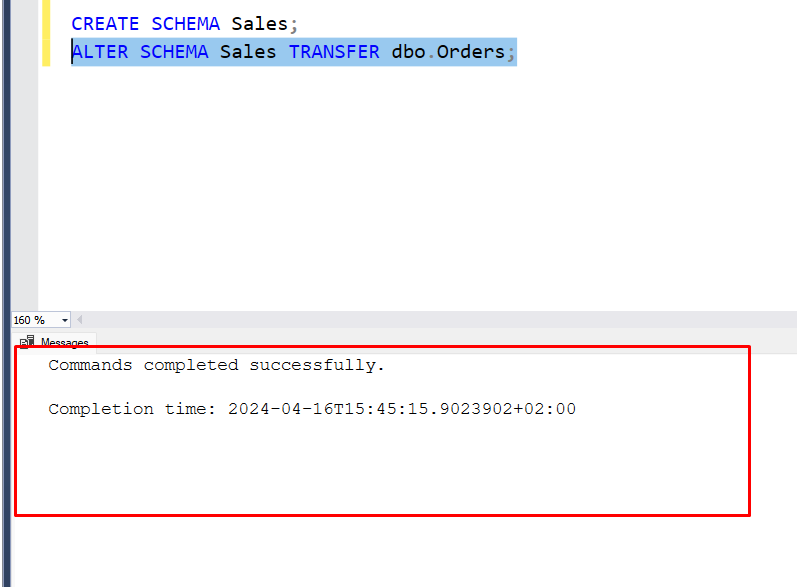 CREATE SCHEMA Sales;
ALTER SCHEMA Sales TRANSFER dbo.Orders;
160 %
Messages
Commands completed successfully.
Completion time: 2024-04-16T15:45:15.9023902+02:00